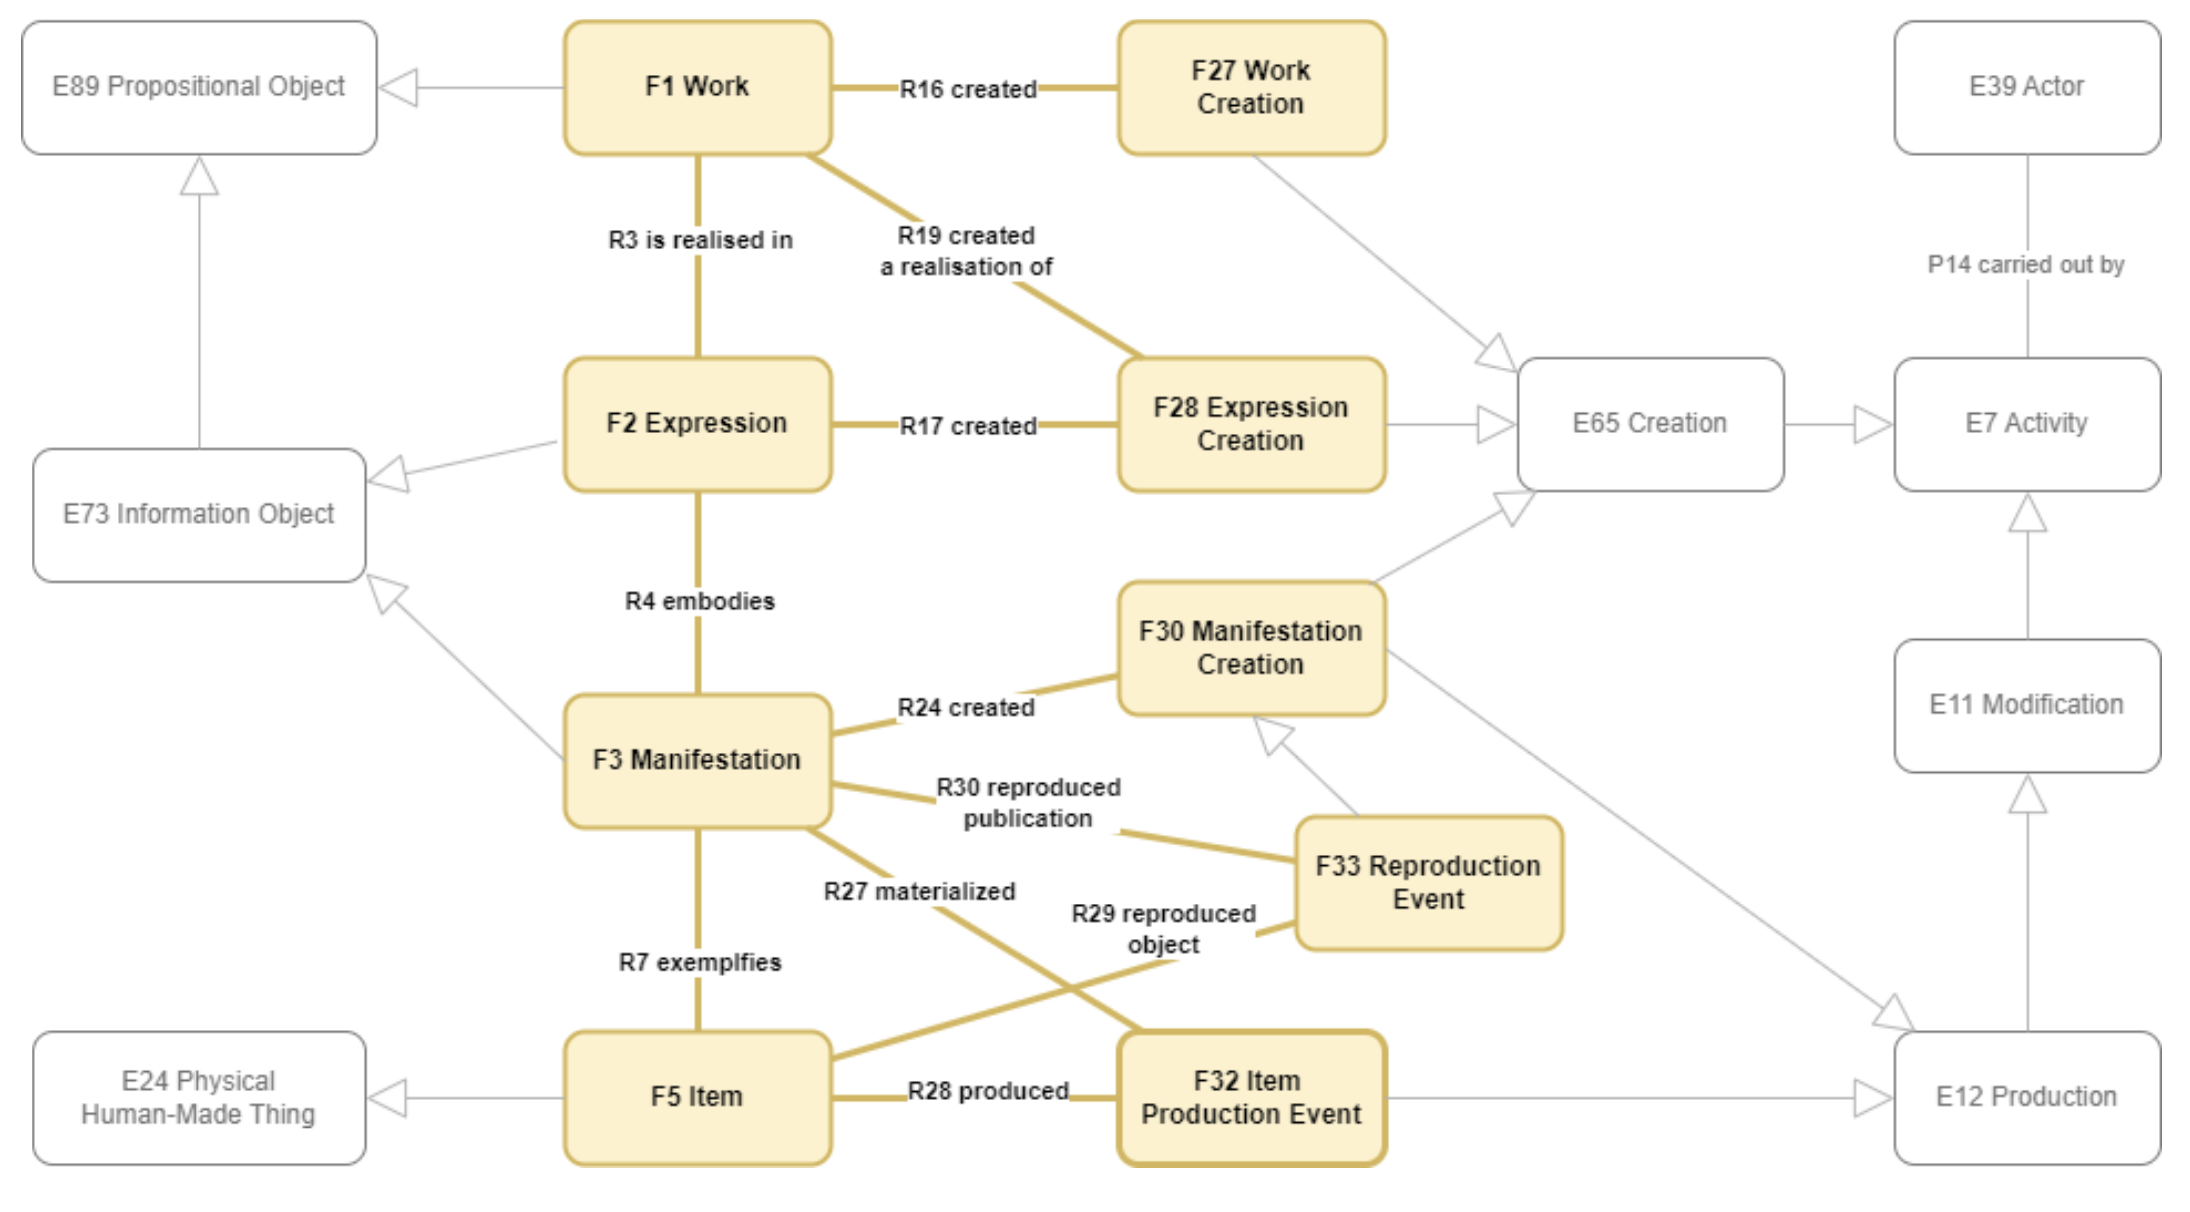 E89 Propositional Object
F1 Work
R16 created
F27 Work
Creation
E39 Actor
R3 is realised in
R19 created
a realisation of
P14 carried out by
F2 Expression
R17 created
F28 Expression
Creation
E65 Creation
E7 Activity
E73 Information Object
R4 embodies
F30 Manifestation
Creation
R24 created
E11 Modification
F3 Manifestation
R30 reproduced
publication
F33 Reproduction
Event
R27 materialized
R29 reproduced
object
R7 exemplfies
E24 Physical
Human-Made Thing
F5 Item
R28 produced
F32 Item
Production Event
E12 Production